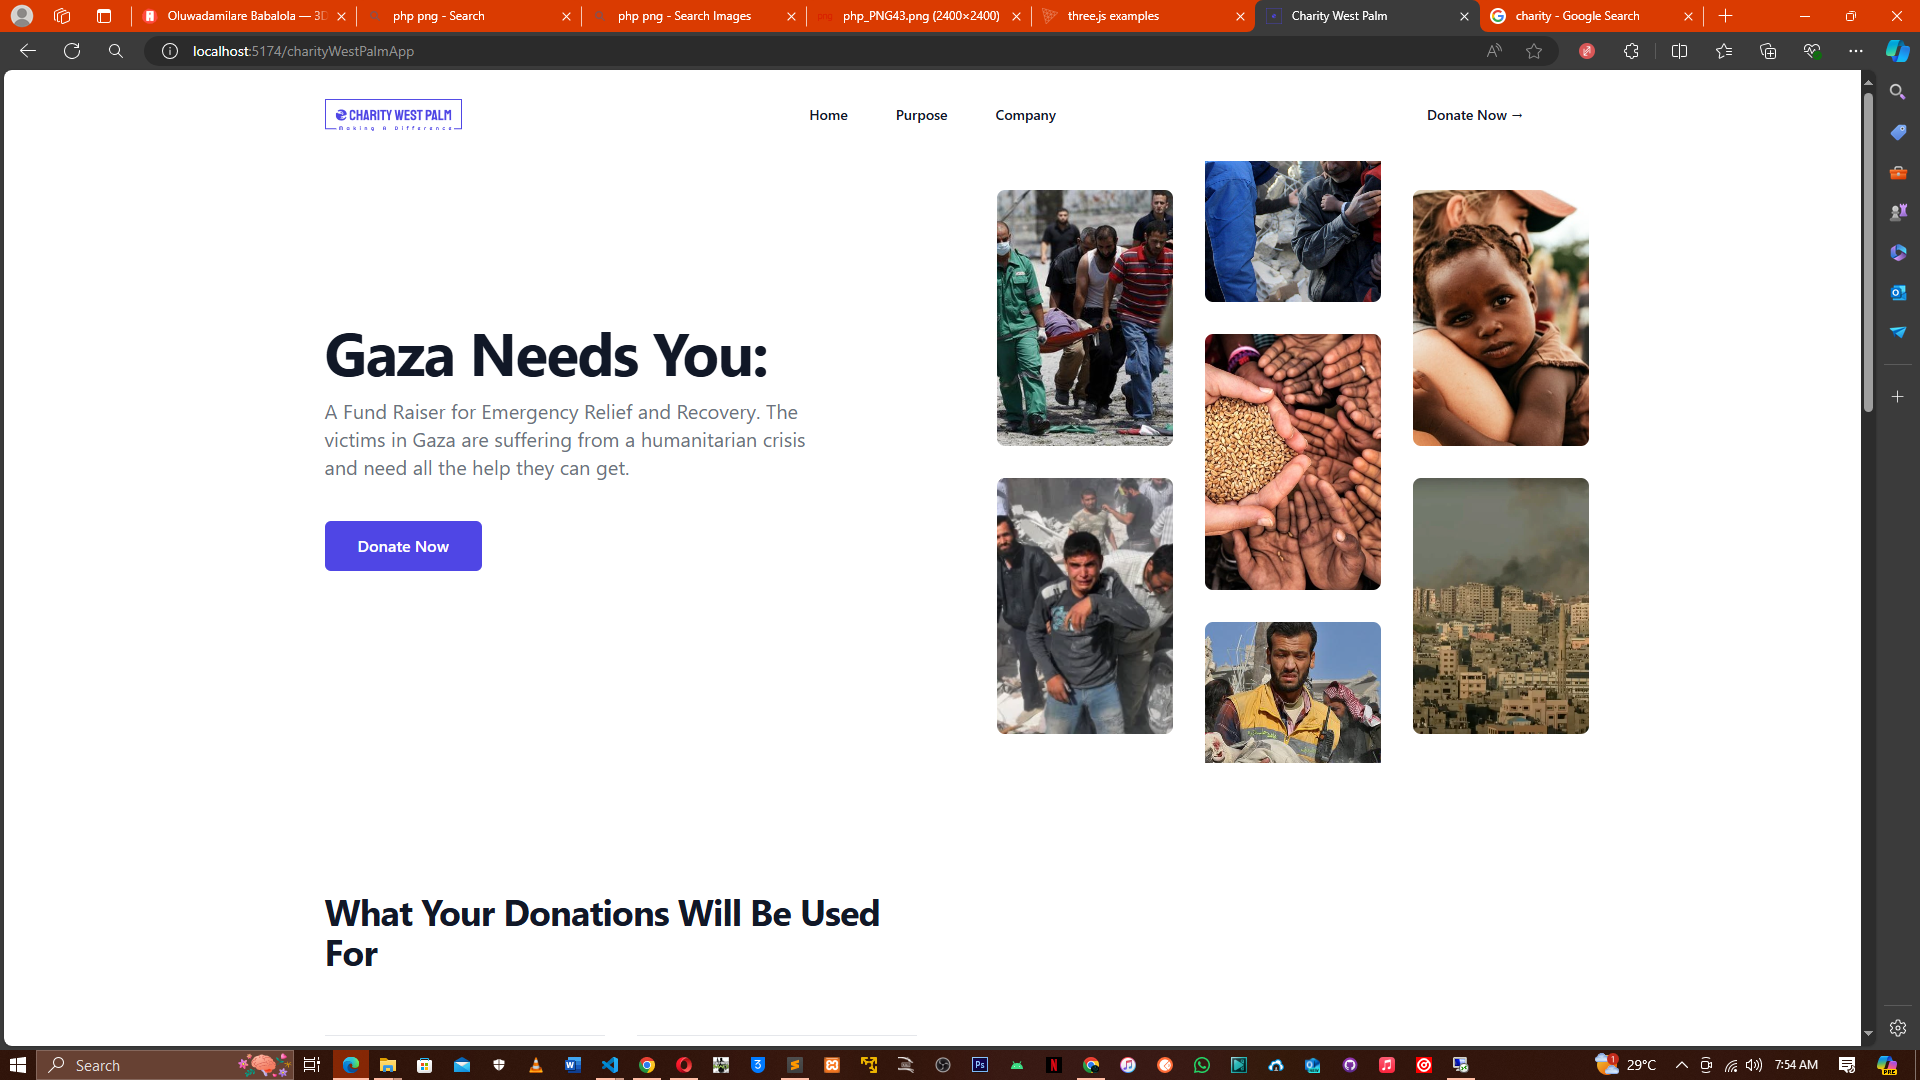 Oluwadamilare Babalola — 3D
php png - Search
php png - Search Images
php_PNG43.png (2400×2400)
three.js examples
Charity West Palm
charity - Google Search
localhost:5174/charityWestPalmApp
CHARITY WEST PALM
Making A Difference
Home
Purpose
Company
Donate Now →
Gaza Needs You:
A Fund Raiser for Emergency Relief and Recovery. The
victims in Gaza are suffering from a humanitarian crisis
and need all the help they can get.
Donate Now
What Your Donations Will Be Used
For
Search
29°C
7:54 AM